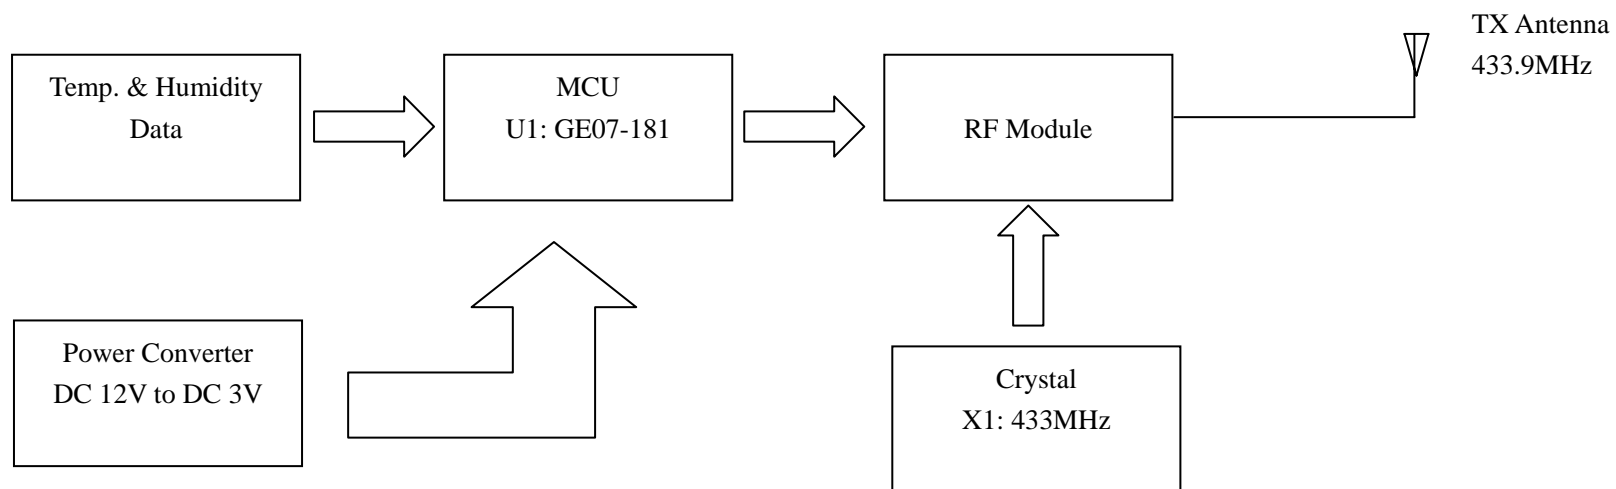 TX Antenna
433.9MHz
Temp. & Humidity
Data
MCU
U1: GE07-181
RF Module
Power Converter
DC 12V to DC 3V
Crystal
X1: 433MHz